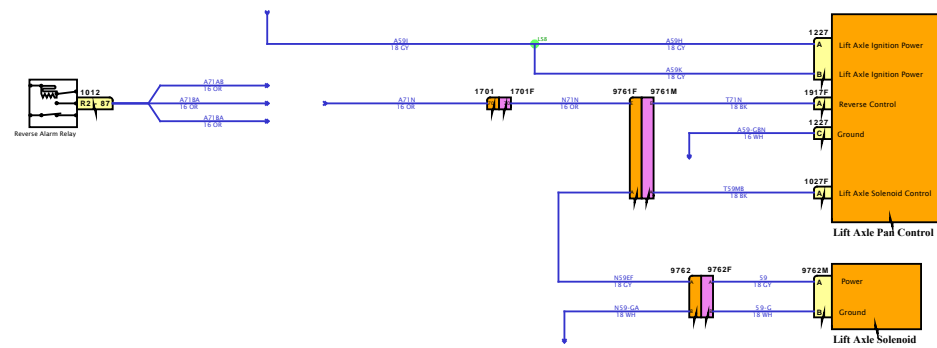 A59I
18 GY
L5B
A59H
18 GY
1227
A
Lift Axle Ignition Power
A59K
18 GY
B
Lift Axle Ignition Power
1012
R2
87
Reverse Alarm Relay
A71AB
16 OR
A71BA
16 OR
A71BA
16 OR
A71N
16 OR
1701
1701F
N71N
16 OR
9761F
9761M
T71N
18 BK
1917F
A
Reverse Control
1227
A59-GBN
16 WH
C
Ground
1027F
T59MB
18 BK
A
A
A
Lift Axle Solenoid Control
Lift Axle Pan Control
9762
9762F
9762M
N59EF
18 GY
A
A
59
18 GY
A
Power
N59-GA
18 WH
B
B
59-G
18 WH
B
Ground
Lift Axle Solenoid